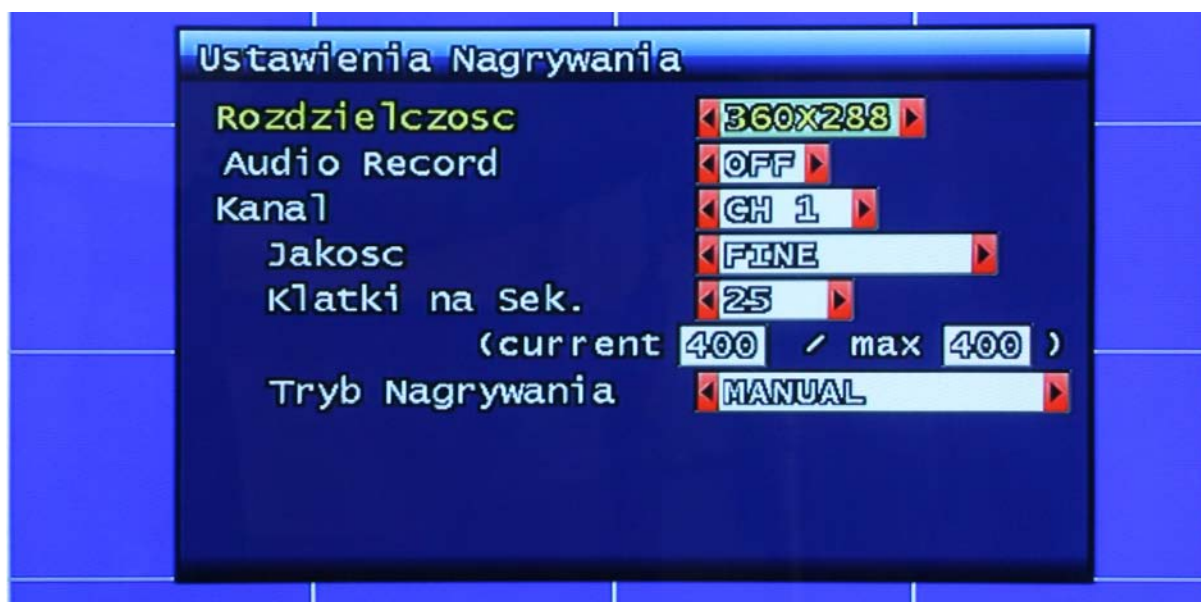 Ustawienia Nagrywania
Rozdzielczosc 360X288
Audio Record OFF
Kanal CH 1
Jakosc FINE
Klatki na Sek. 25
(current 400 / max 400 )
Tryb Nagrywania MANUAL